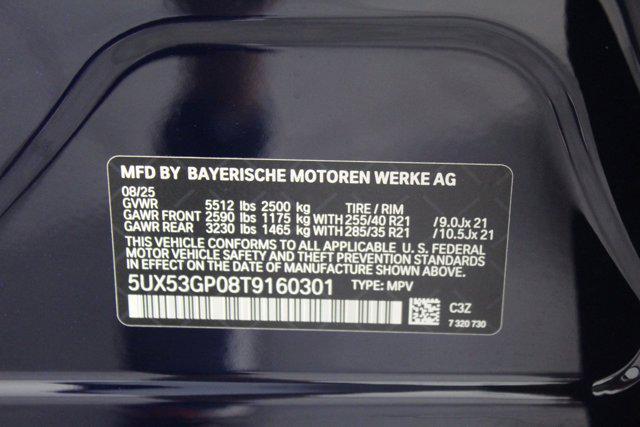 MFD BY BAYERISCHE MOTOREN WERKE AG
08/25
GVWR 5512 lbs 2500 kg TIRE / RIM
GAWR FRONT 2590 lbs 1175 kg WITH 255/40 R21 /9.0Jx 21
GAWR REAR 3230 lbs 1465 kg WITH 285/35 R21 /10.5Jx 21
THIS VEHICLE CONFORMS TO ALL APPLICABLE U. S. FEDERAL
MOTOR VEHICLE SAFETY AND THEFT PREVENTION STANDARDS
IN EFFECT ON THE DATE OF MANUFACTURE SHOWN ABOVE.
5UX53GP08T9160301 TYPE: MPV
C3Z
7 320 730